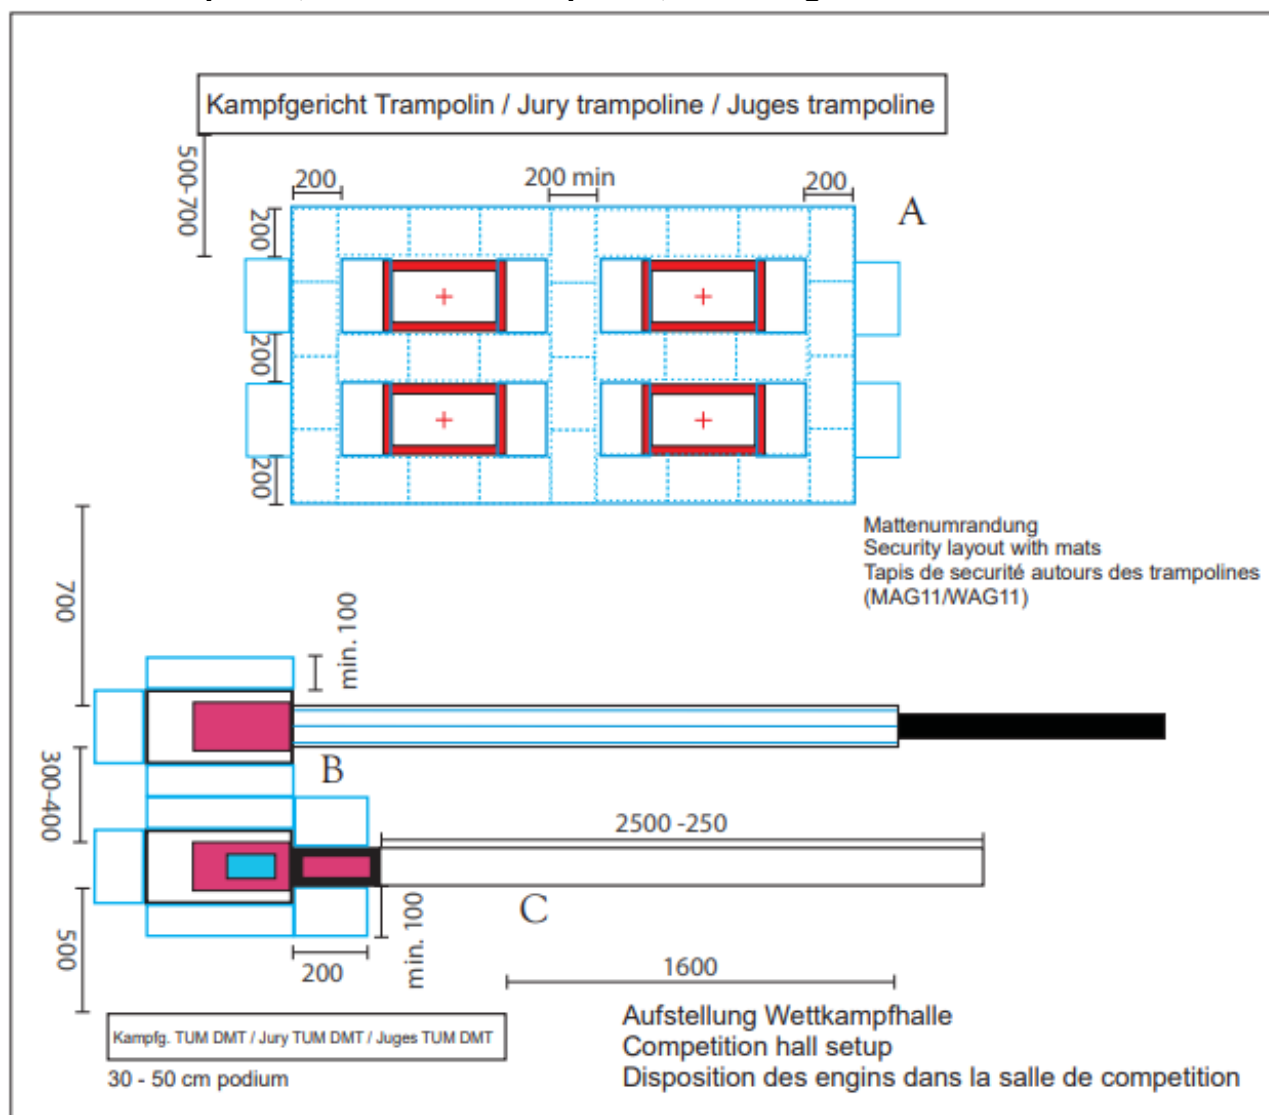 Kampfgericht Trampolin / Jury trampoline / Juges trampoline
500-700
200
200 min
200
A
200
200
200
Mattenumrandung
Security layout with mats
Tapis de securité autours des trampolines
(MAG11/WAG11)
700
min. 100
B
300-400
2500 -250
C
min. 100
500
200
1600
Kampfg. TUM DMT / Jury TUM DMT / Juges TUM DMT
30 - 50 cm podium
Aufstellung Wettkampfhalle
Competition hall setup
Disposition des engins dans la salle de competition